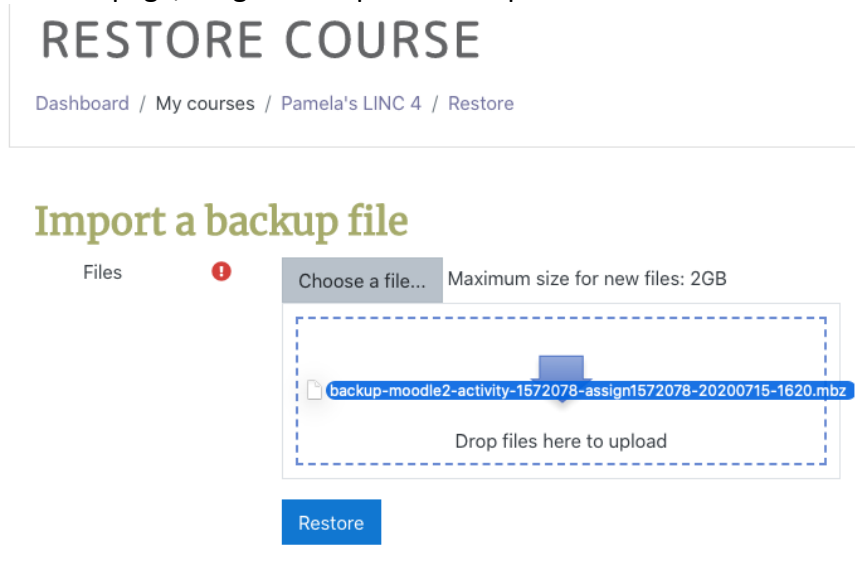 RESTORE COURSE
Dashboard / My courses / Pamela's LINC 4 / Restore
Import a backup file
Files
Choose a file... Maximum size for new files: 2GB
backup-moodle2-activity-1572078-assign1572078-20200715-1620.mbz
Drop files here to upload
Restore